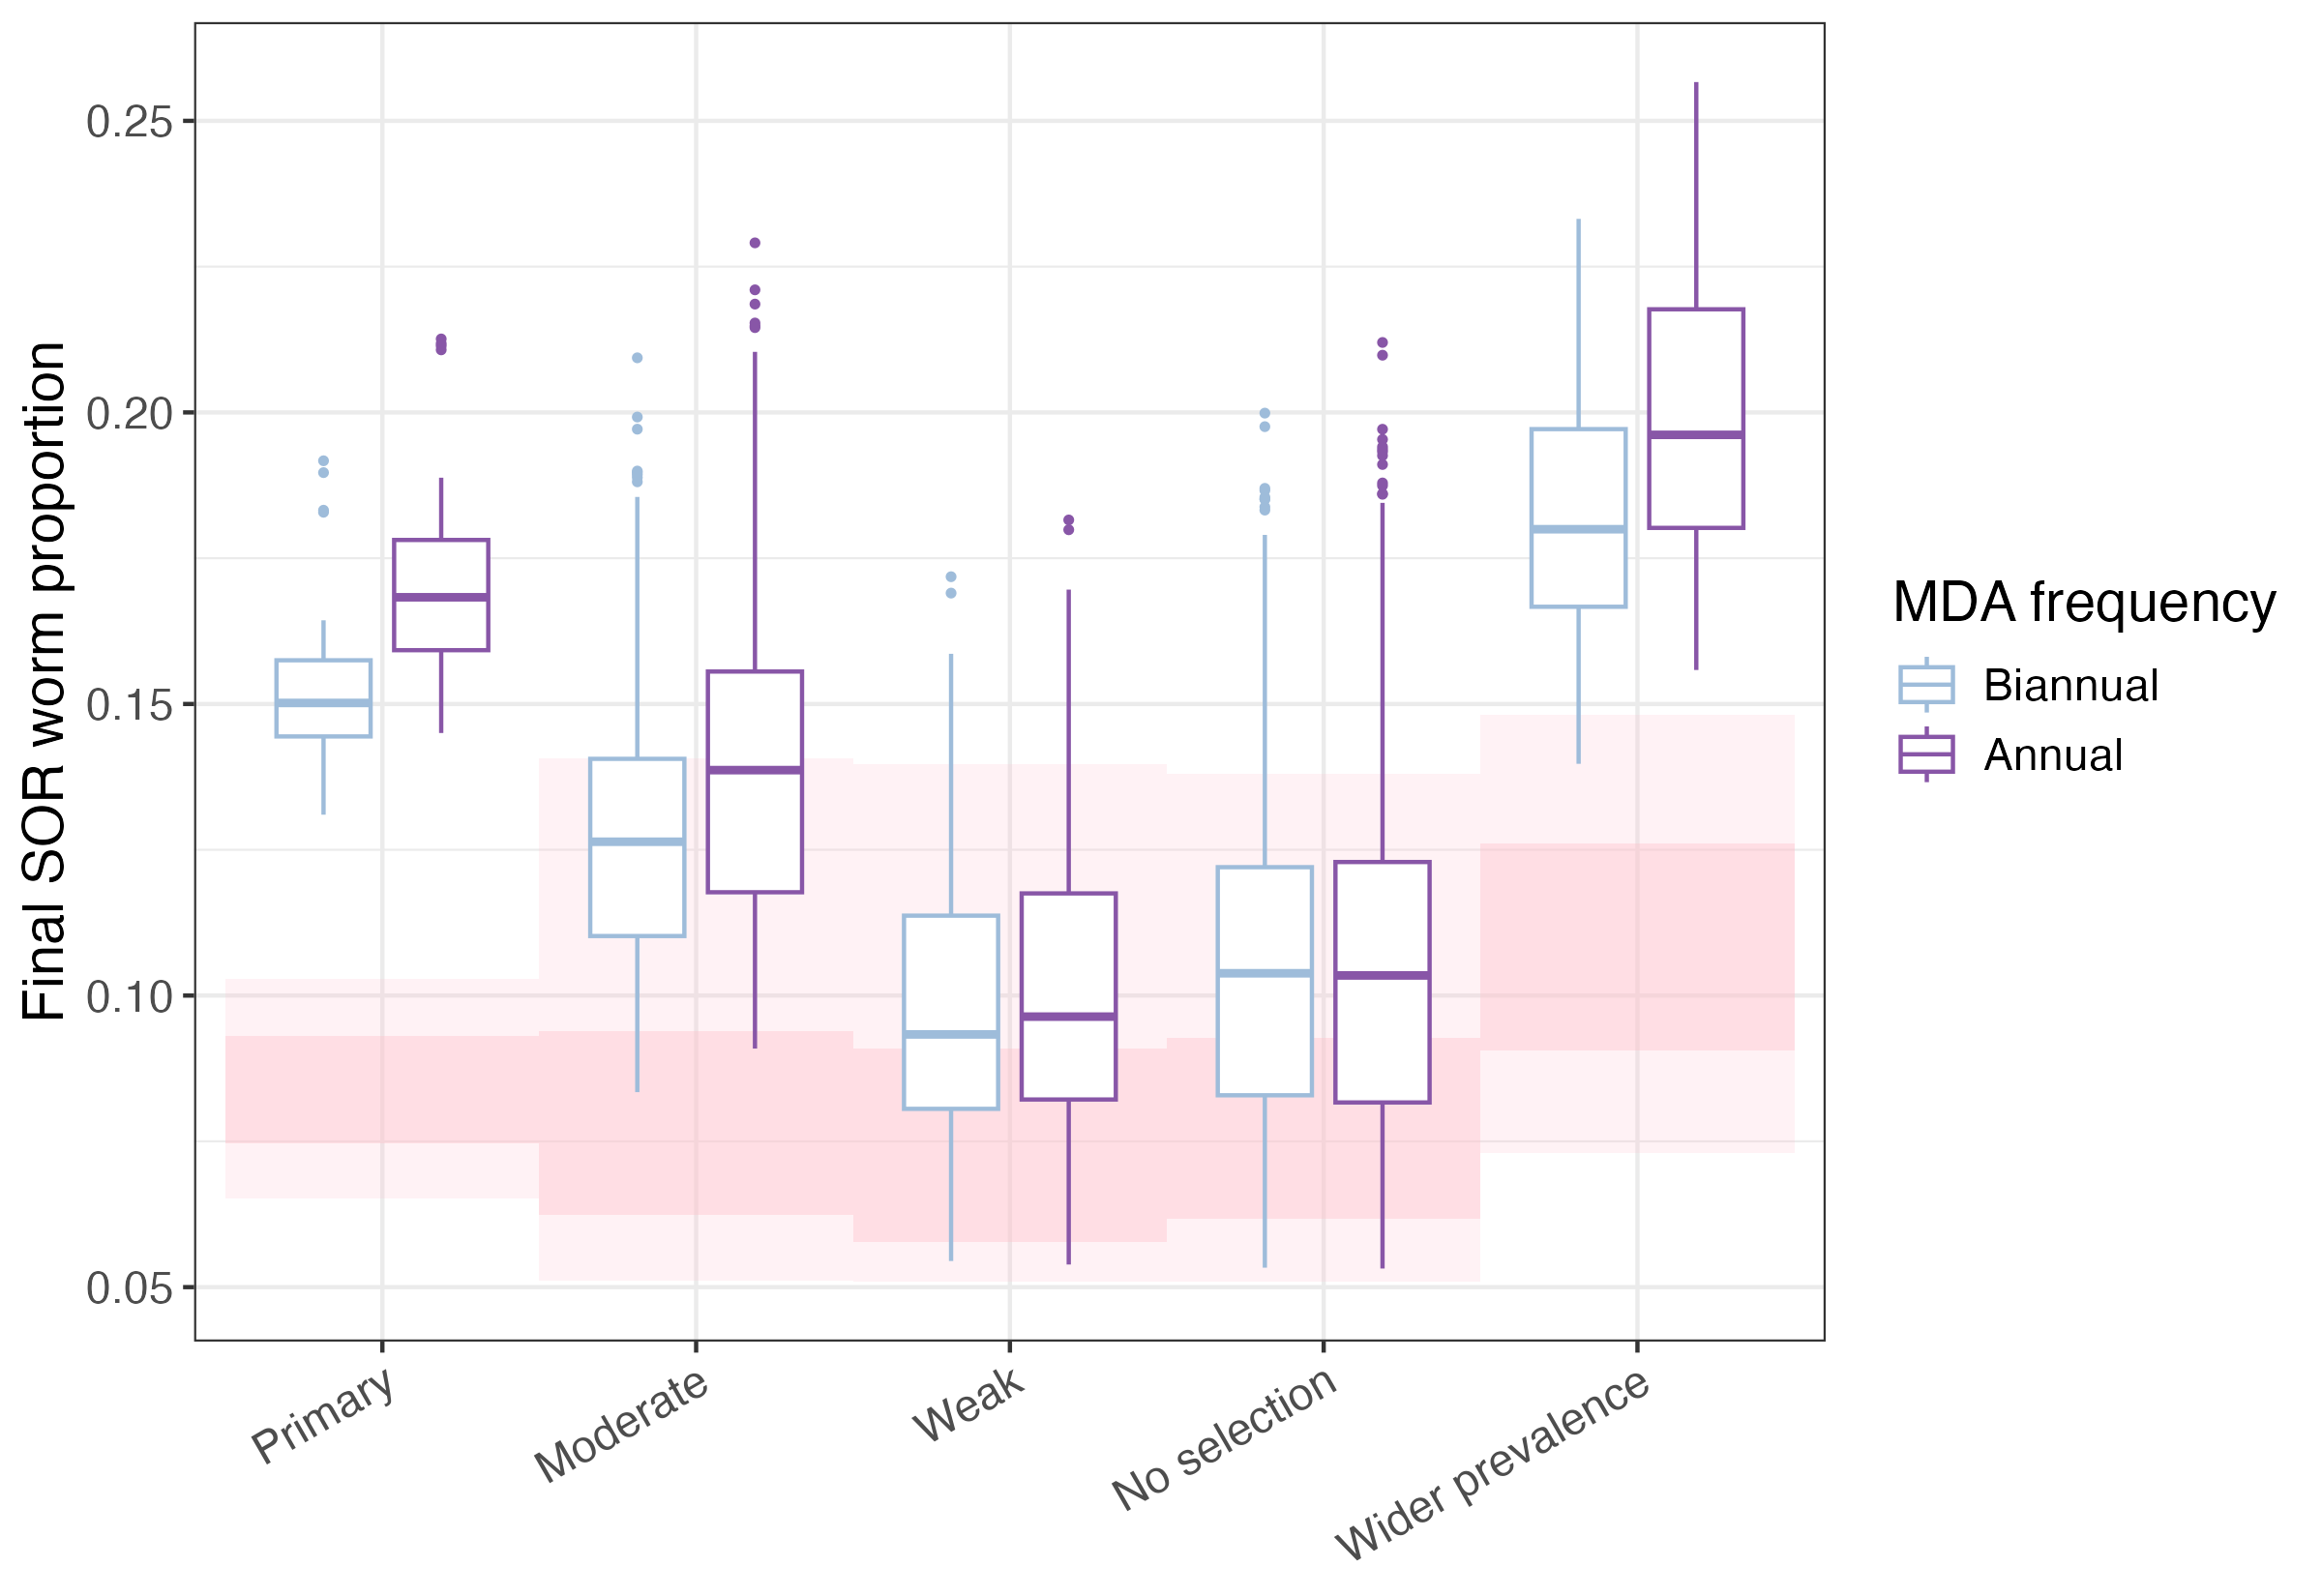 Final SOR worm proportion
0.25
0.20
0.15
0.10
0.05
Primary
Moderate
Weak
No selection
Wider prevalence
MDA frequency
Biannual
Annual